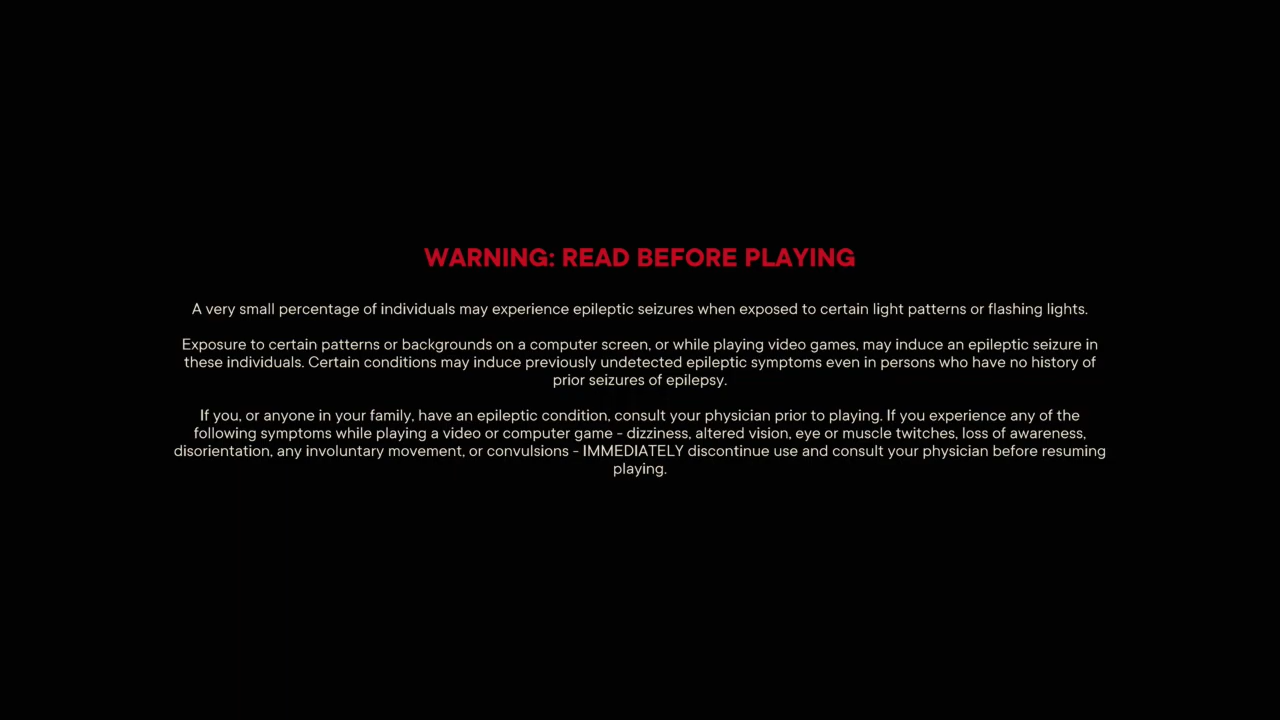 WARNING: READ BEFORE PLAYING
A very small percentage of individuals may experience epileptic seizures when exposed to certain light patterns or flashing lights.
Exposure to certain patterns or backgrounds on a computer screen, or while playing video games, may induce an epileptic seizure in
these individuals. Certain conditions may induce previously undetected epileptic symptoms even in persons who have no history of
prior seizures of epilepsy.
If you, or anyone in your family, have an epileptic condition, consult your physician prior to playing. If you experience any of the
following symptoms while playing a video or computer game - dizziness, altered vision, eye or muscle twitches, loss of awareness,
disorientation, any involuntary movement, or convulsions - IMMEDIATELY discontinue use and consult your physician before resuming
playing.